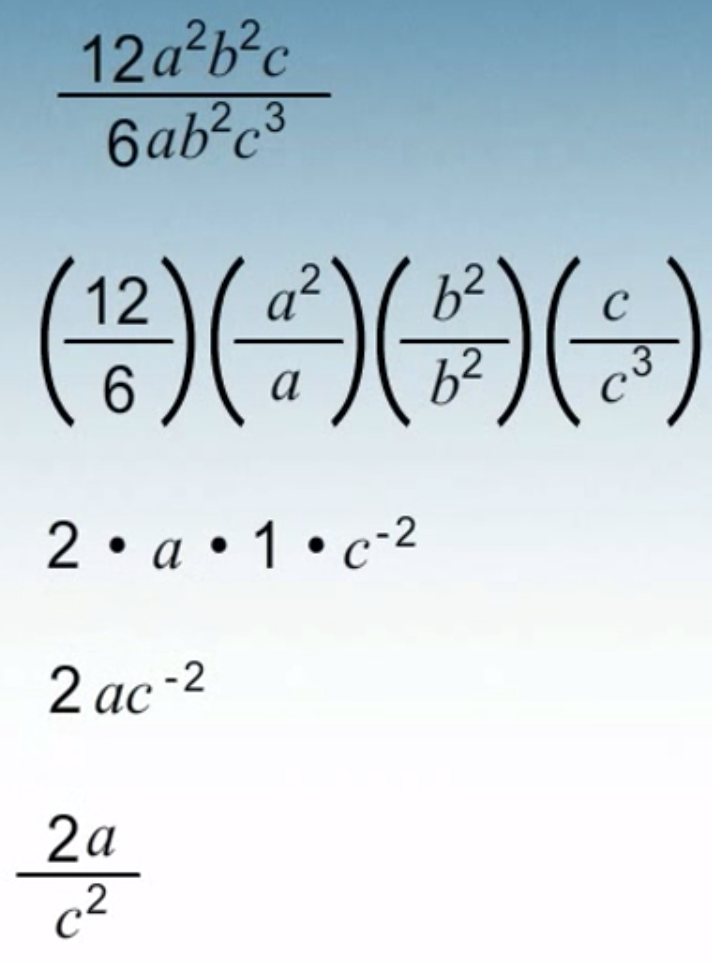 12a²b²c
6ab²c³
(12/6)(a²/a)(b²/b²)(c/c³)
2 • a • 1 • c⁻²
2ac⁻²
2a
c²